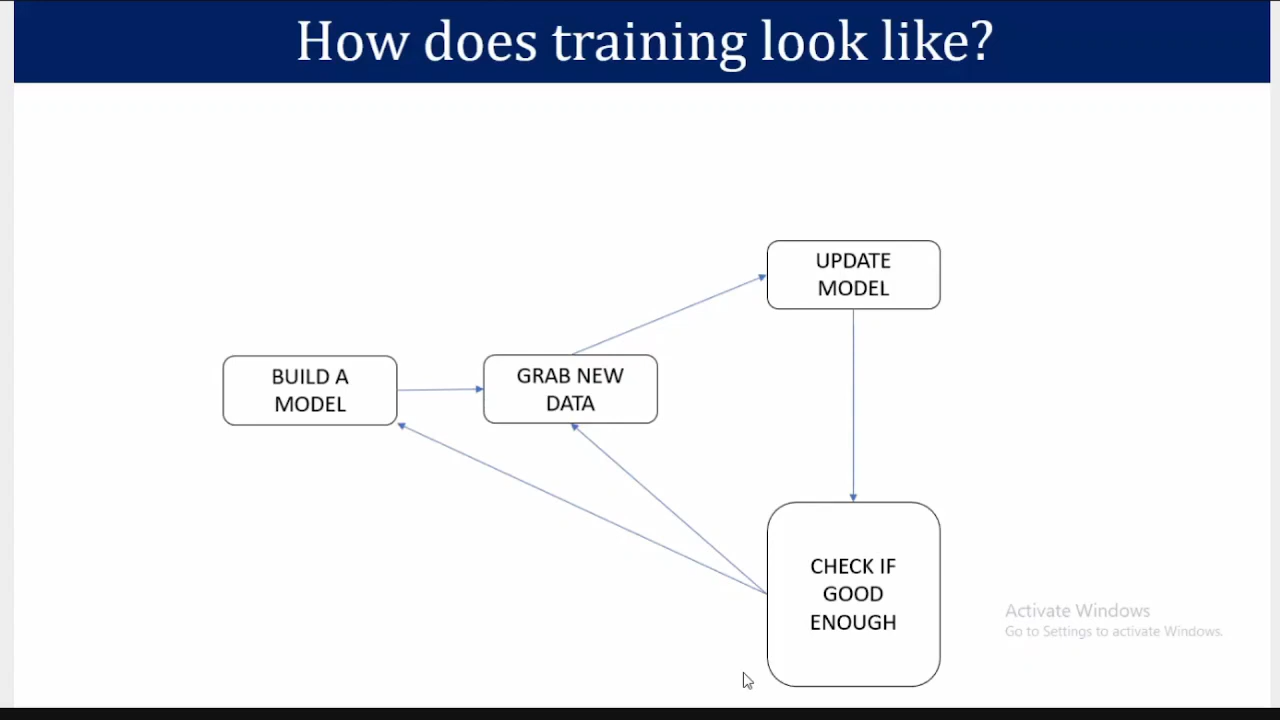 How does training look like?
UPDATE
MODEL
BUILD A
MODEL
GRAB NEW
DATA
CHECK IF
GOOD
ENOUGH
Activate Windows
Go to Settings to activate Windows.